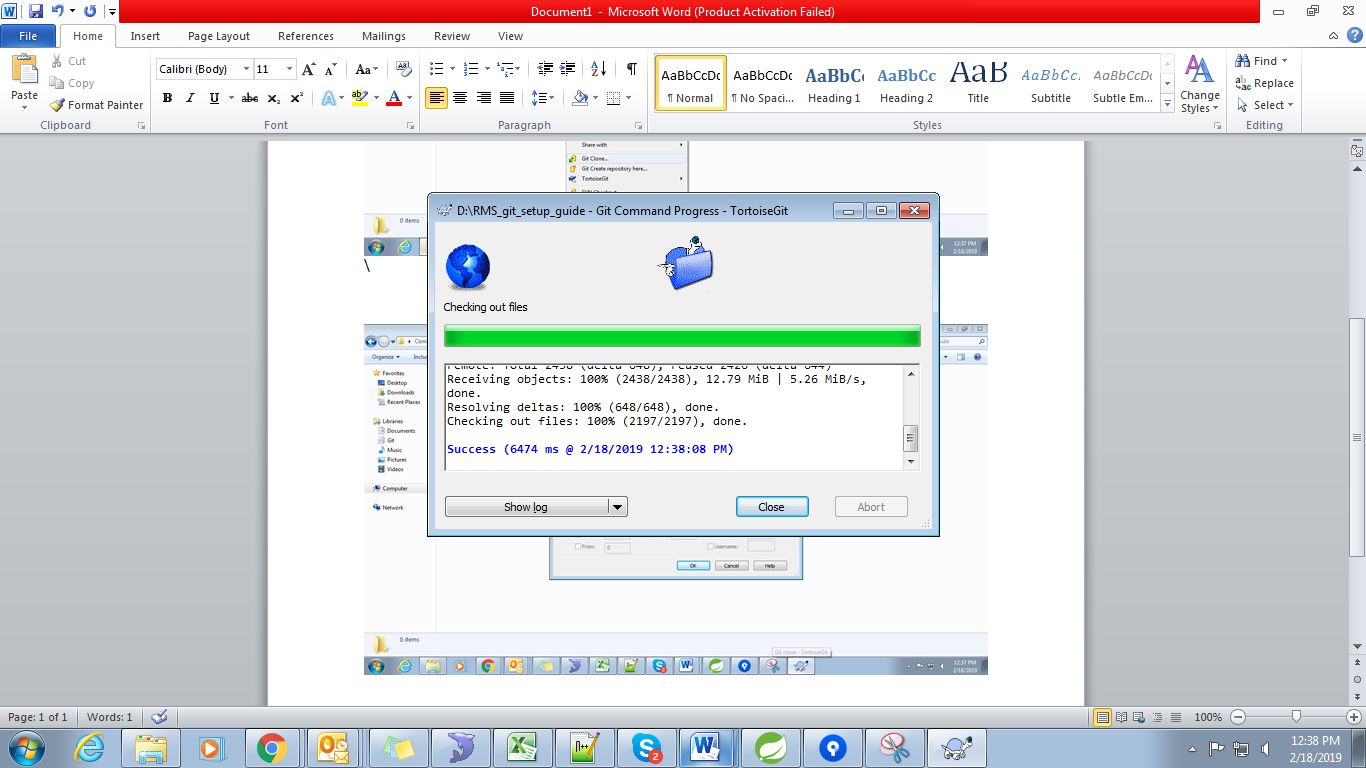 Document1 - Microsoft Word (Product Activation Failed)
File Home Insert Page Layout References Mailings Review View
Paste
Cut
Copy
Format Painter
Clipboard
Calibri (Body) 11
Font
Paragraph
AaBbCcDc AaBbCcDc AaBbCc AaBbCc AaB AaBbCc. AaBbCcDc
¶ Normal ¶ No Spaci... Heading 1 Heading 2 Title Subtitle Subtle Em...
Styles
Change
Styles
Find
Replace
Select
Editing
Share with
Git Clone...
Git Create repository here...
TortoiseGit
0 items
12:37 PM
2/18/2019
\
D:\RMS_git_setup_guide - Git Command Progress - TortoiseGit
Checking out files
remote: Total 2438 (delta 648), reused 2426 (delta 644)
Receiving objects: 100% (2438/2438), 12.79 MiB | 5.26 MiB/s,
done.
Resolving deltas: 100% (648/648), done.
Checking out files: 100% (2197/2197), done.
Success (6474 ms @ 2/18/2019 12:38:08 PM)
Show log
Close
Abort
Organize
Favorites
Desktop
Downloads
Recent Places
Libraries
Documents
Git
Music
Pictures
Videos
Computer
Network
From: 0
Username:
OK Cancel Help
0 items
Git clone - TortoiseGit
12:37 PM
2/18/2019
Page: 1 of 1 Words: 1
100%
12:38 PM
2/18/2019